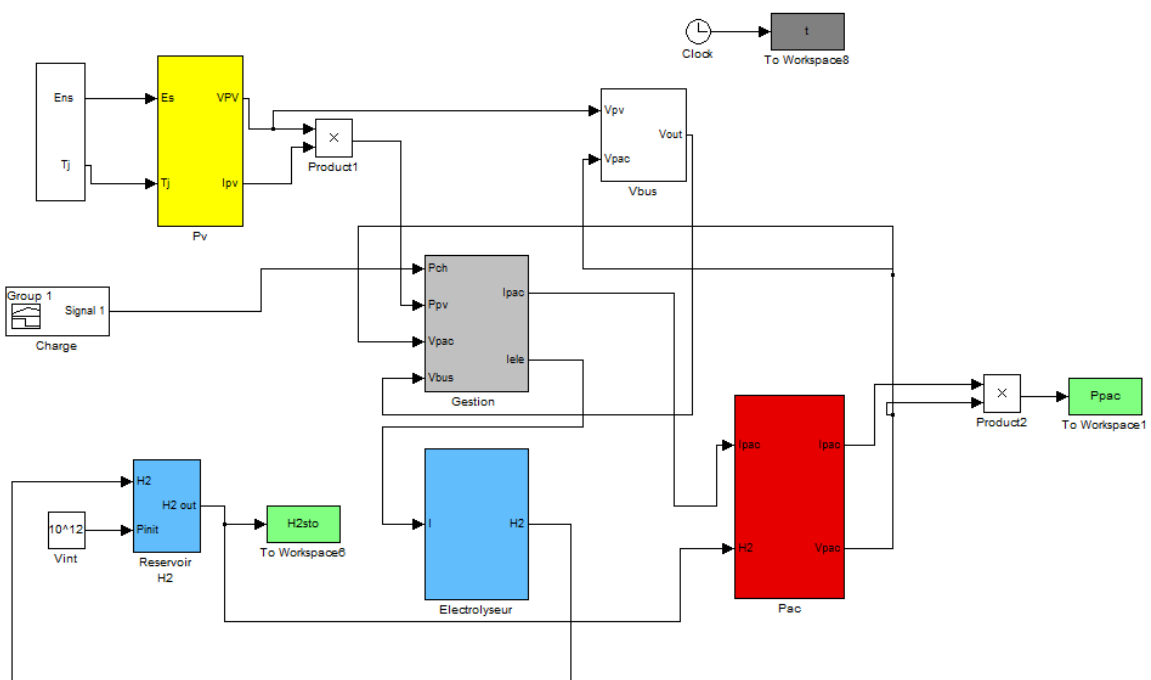 Clock
t
To Workspace8
Ens
Tj
Es
VPV
Tj
Ipv
Pv
×
Product1
Vpv
Vout
Vpac
Vbus
Group 1
Signal 1
Charge
Pch
Ipac
Ppv
Vpac
Iele
Vbus
Gestion
×
Product2
Ppac
To Workspace1
H2
H2 out
Pinit
Reservoir
H2
10^12
Vint
H2sto
To Workspace6
I
H2
Electrolyseur
Ipac
Ipac
H2
Vpac
Pac